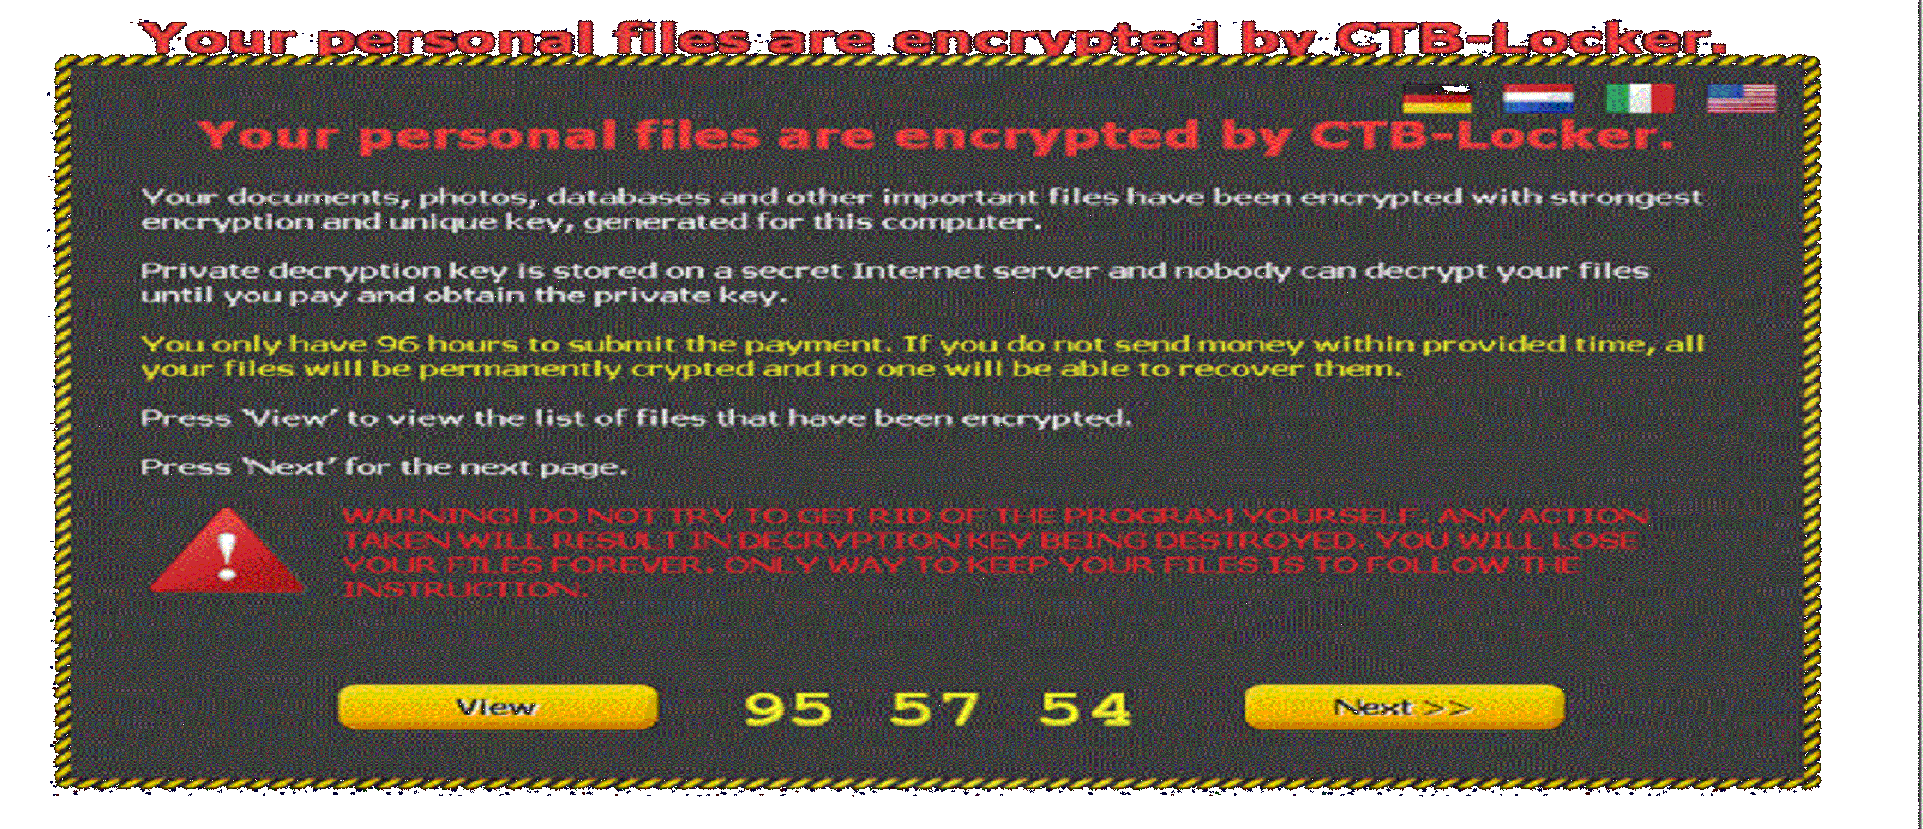 Your personal files are encrypted by CTB-Locker.
Your personal files are encrypted by CTB-Locker.
Your documents, photos, databases and other important files have been encrypted with strongest
encryption and unique key, generated for this computer.
Private decryption key is stored on a secret Internet server and nobody can decrypt your files
until you pay and obtain the private key.
You only have 96 hours to submit the payment. If you do not send money within provided time, all
your files will be permanently crypted and no one will be able to recover them.
Press 'View' to view the list of files that have been encrypted.
Press 'Next' for the next page.
WARNING! DO NOT TRY TO GET RID OF THE PROGRAM YOURSELF. ANY ACTION
TAKEN WILL RESULT IN DECRYPTION KEY BEING DESTROYED. YOU WILL LOSE
YOUR FILES FOREVER. ONLY WAY TO KEEP YOUR FILES IS TO FOLLOW THE
INSTRUCTION.
View 95 57 54 Next >>